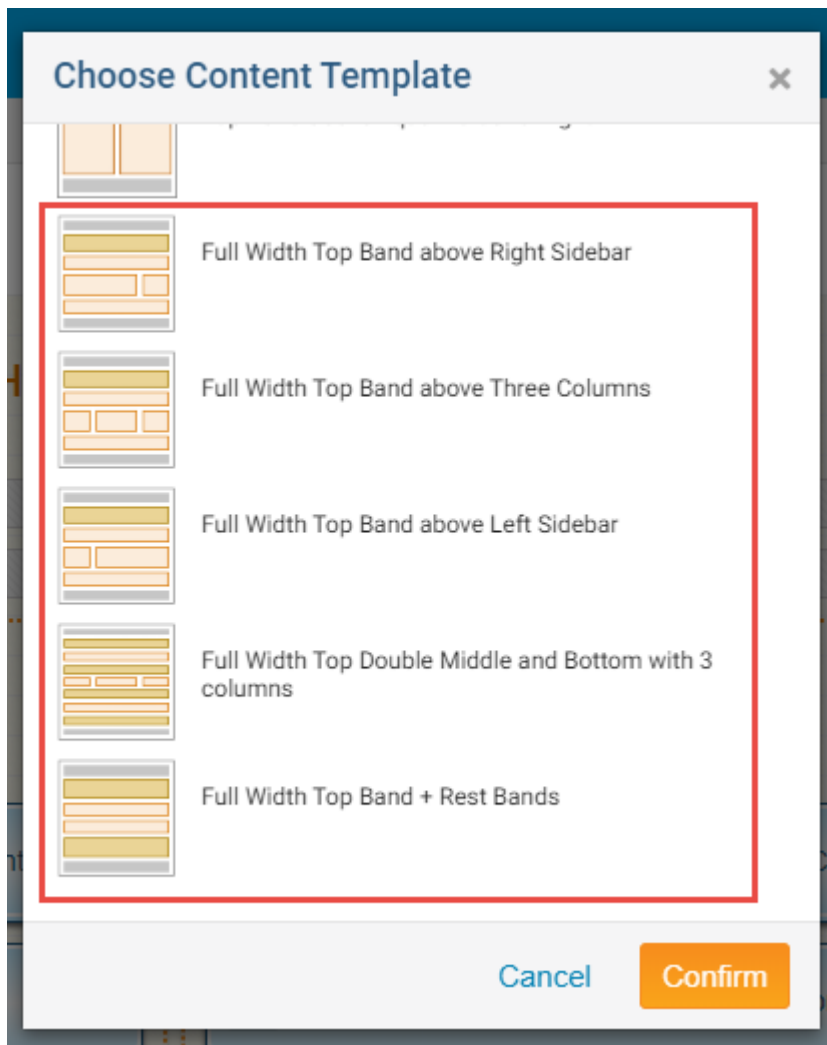 Choose Content Template
×
Full Width Top Band above Right Sidebar
Full Width Top Band above Three Columns
Full Width Top Band above Left Sidebar
Full Width Top Double Middle and Bottom with 3
columns
Full Width Top Band + Rest Bands
Cancel
Confirm